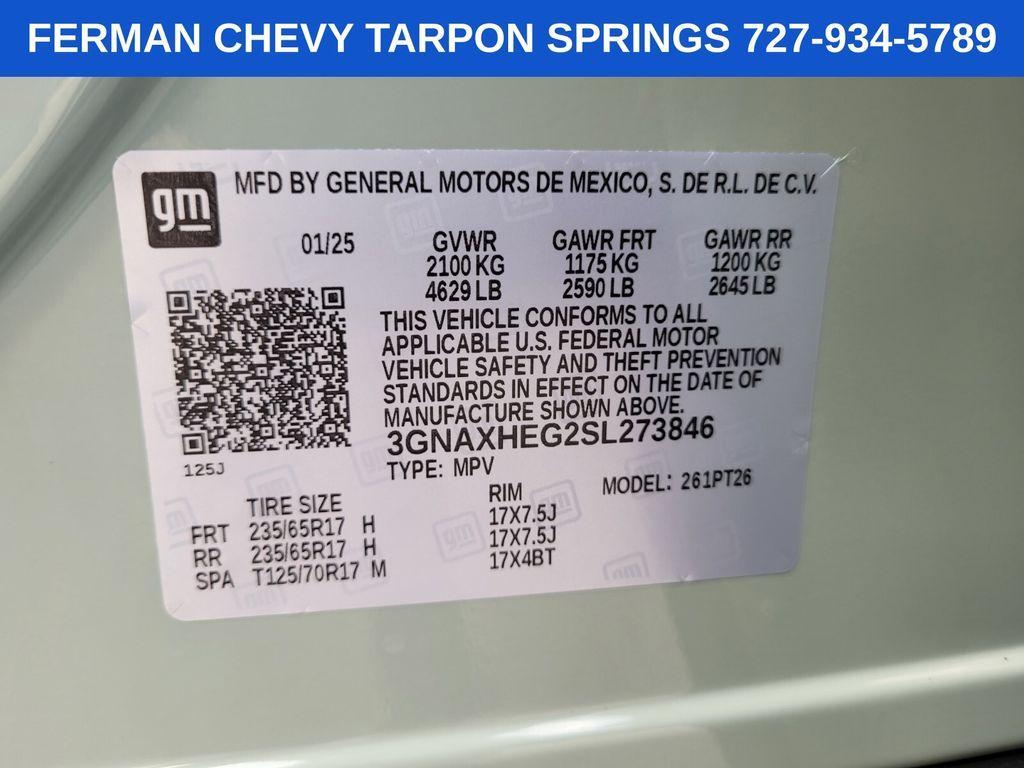 FERMAN CHEVY TARPON SPRINGS 727-934-5789
gm MFD BY GENERAL MOTORS DE MEXICO, S. DE R.L. DE C.V.
01/25 GVWR GAWR FRT GAWR RR
2100 KG 1175 KG 1200 KG
4629 LB 2590 LB 2645 LB
THIS VEHICLE CONFORMS TO ALL
APPLICABLE U.S. FEDERAL MOTOR
VEHICLE SAFETY AND THEFT PREVENTION
STANDARDS IN EFFECT ON THE DATE OF
MANUFACTURE SHOWN ABOVE.
3GNAXHEG2SL273846
125J
TYPE: MPV
MODEL: 261PT26
TIRE SIZE RIM
FRT 235/65R17 H 17X7.5J
RR 235/65R17 H 17X7.5J
SPA T125/70R17 M 17X4BT